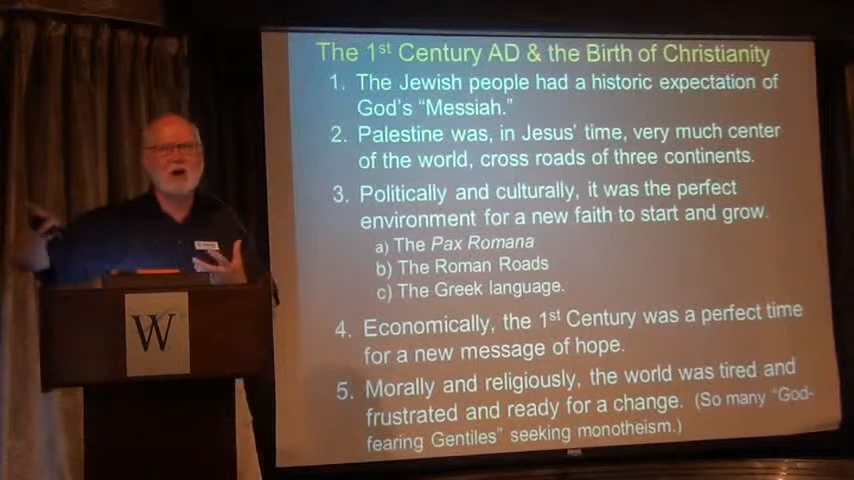 The 1st Century AD & the Birth of Christianity
1. The Jewish people had a historic expectation of
God's "Messiah."
2. Palestine was, in Jesus' time, very much center
of the world, cross roads of three continents.
3. Politically and culturally, it was the perfect
environment for a new faith to start and grow.
a) The Pax Romana
b) The Roman Roads
c) The Greek language.
4. Economically, the 1st Century was a perfect time
for a new message of hope.
5. Morally and religiously, the world was tired and
frustrated and ready for a change. (So many "God-
fearing Gentiles" seeking monotheism.)
W